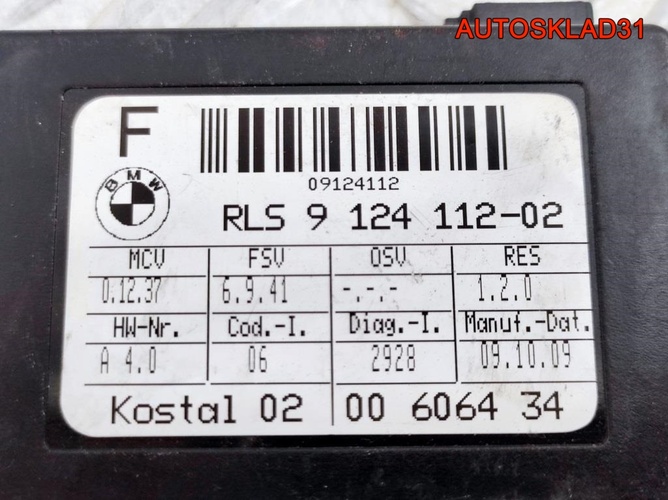 AUTOSKLAD31
F
09124112
BMW
RLS 9 124 112-02
MCV FSV OSV RES
0.12.37 6.9.41 -.-.- 1.2.0
HW-Nr. Cod.-I. Diag.-I. Manuf.-Dat.
A 4.0 06 2928 09.10.09
Kostal 02 00 6064 34